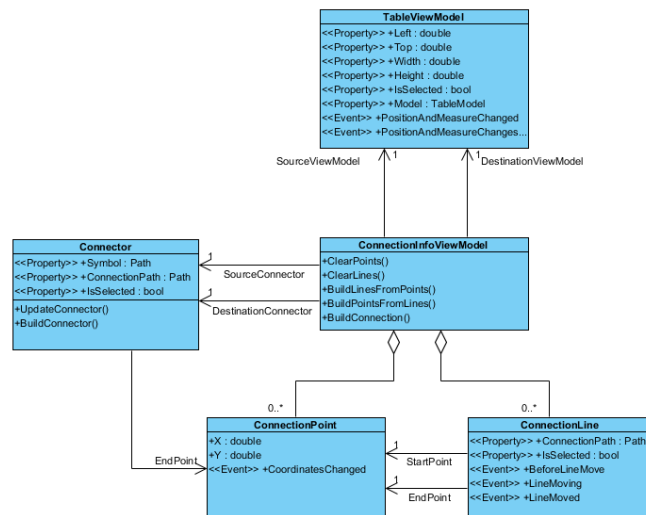 TableViewModel
<<Property>> +Left : double
<<Property>> +Top : double
<<Property>> +Width : double
<<Property>> +Height : double
<<Property>> +IsSelected : bool
<<Property>> +Model : TableModel
<<Event>> +PositionAndMeasureChanged
<<Event>> +PositionAndMeasureChanges...
1
1
SourceViewModel
DestinationViewModel
Connector
<<Property>> +Symbol : Path
<<Property>> +ConnectionPath : Path
<<Property>> +IsSelected : bool
+UpdateConnector()
+BuildConnector()
1
SourceConnector
1
DestinationConnector
ConnectionInfoViewModel
+ClearPoints()
+ClearLines()
+BuildLinesFromPoints()
+BuildPointsFromLines()
+BuildConnection()
0..*
0..*
ConnectionPoint
+X : double
+Y : double
<<Event>> +CoordinatesChanged
EndPoint
1
StartPoint
1
EndPoint
ConnectionLine
<<Property>> +ConnectionPath : Path
<<Property>> +IsSelected : bool
<<Event>> +BeforeLineMove
<<Event>> +LineMoving
<<Event>> +LineMoved